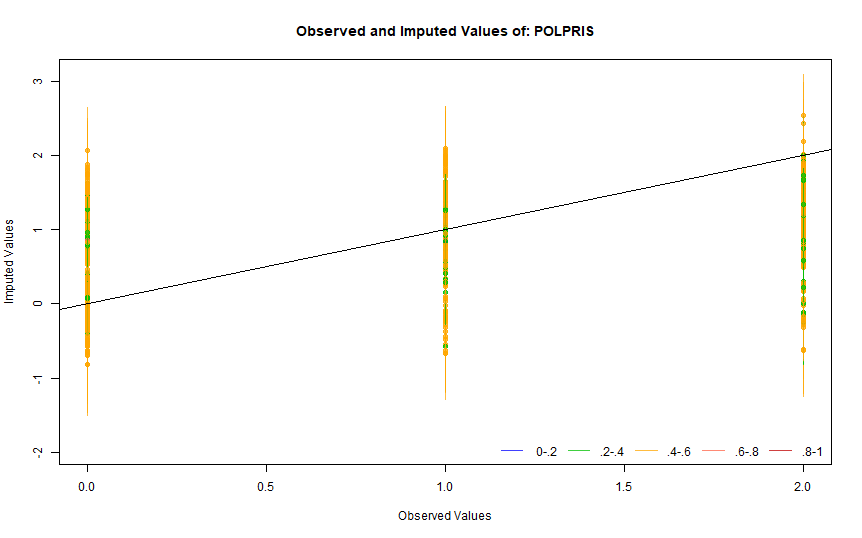 Observed and Imputed Values of: POLPRIS
Imputed Values
3
2
1
0
-1
-2
0-.2 .2-.4 .4-.6 .6-.8 .8-1
0.0 0.5 1.0 1.5 2.0
Observed Values